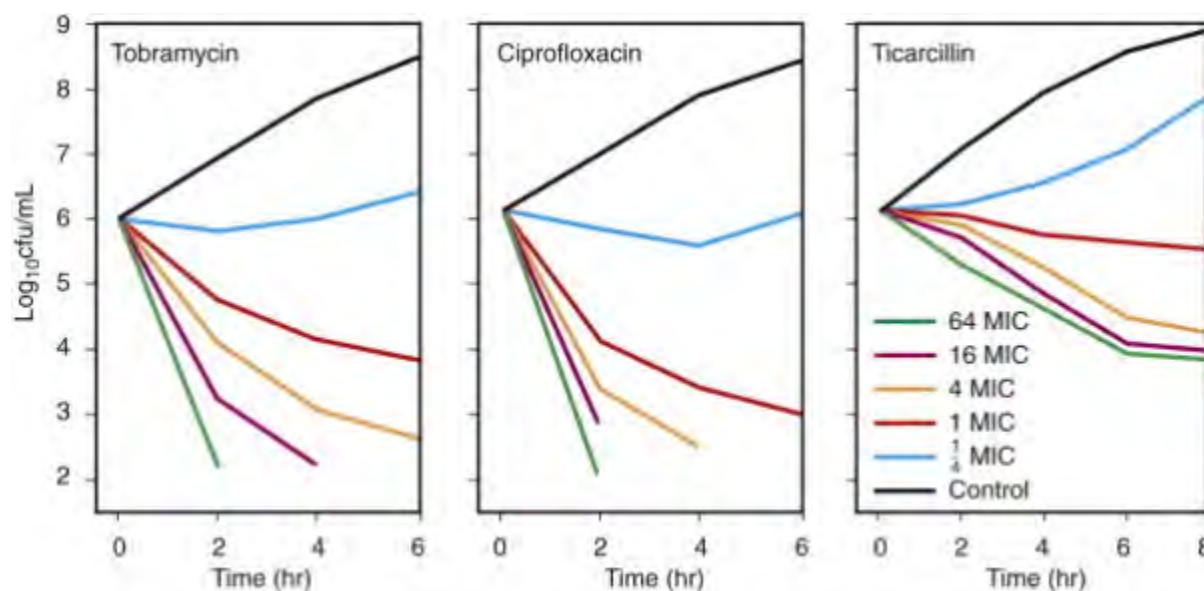 Tobramycin
Ciprofloxacin
Ticarcillin
Log₁₀cfu/mL
9
8
7
6
5
4
3
2
64 MIC
16 MIC
4 MIC
1 MIC
1/4 MIC
Control
0 2 4 6
0 2 4 6
0 2 4 6 8
Time (hr)
Time (hr)
Time (hr)